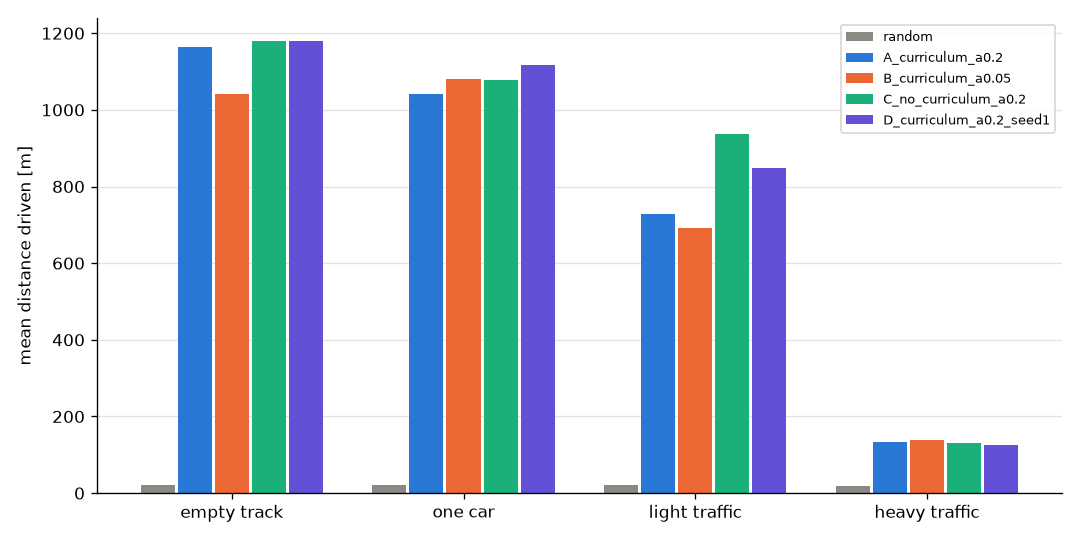 mean distance driven [m]
1200
1000
800
600
400
200
0
random
A_curriculum_a0.2
B_curriculum_a0.05
C_no_curriculum_a0.2
D_curriculum_a0.2_seed1
empty track
one car
light traffic
heavy traffic